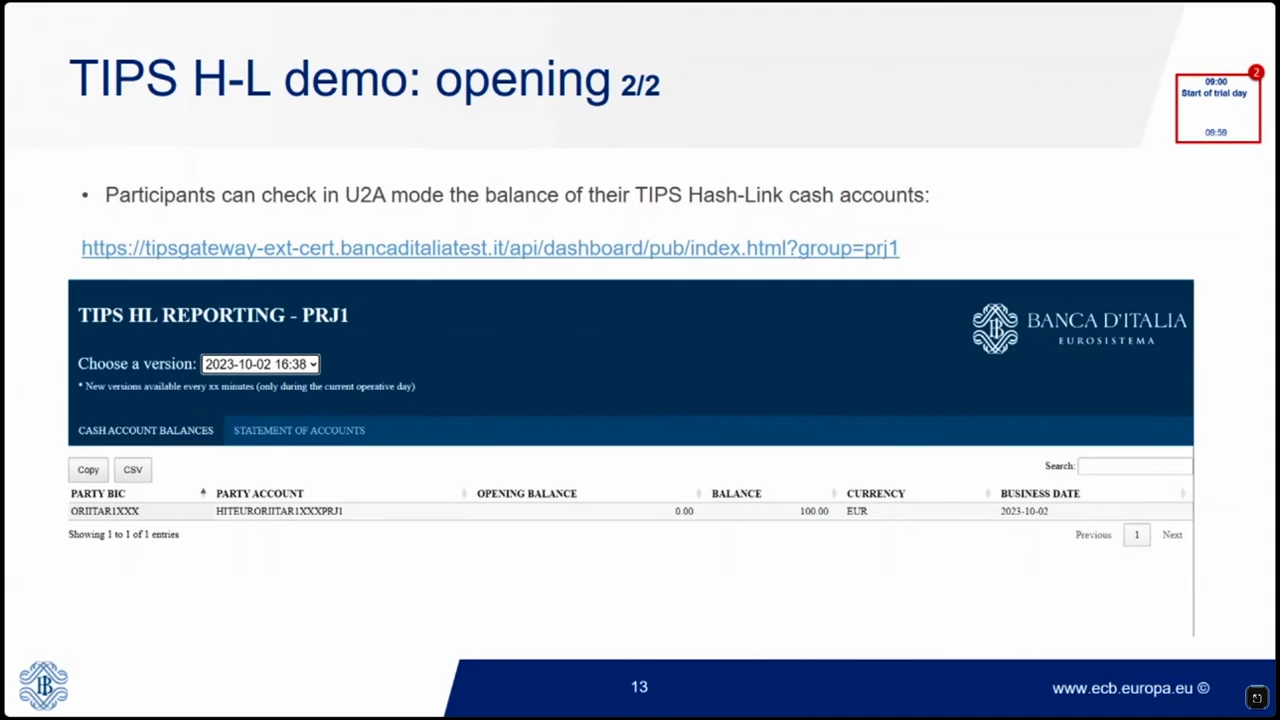 TIPS H-L demo: opening 2/2
2
09:00
Start of trial day
09:59
• Participants can check in U2A mode the balance of their TIPS Hash-Link cash accounts:
https://tipsgateway-ext-cert.bancaditaliatest.it/api/dashboard/pub/index.html?group=prj1
TIPS HL REPORTING - PRJ1
BANCA D'ITALIA
EUROSISTEMA
Choose a version: 2023-10-02 16:38
* New versions available every xx minutes (only during the current operative day)
CASH ACCOUNT BALANCES STATEMENT OF ACCOUNTS
Copy CSV Search:
PARTY BIC PARTY ACCOUNT OPENING BALANCE BALANCE CURRENCY BUSINESS DATE
ORIITAR1XXX HITEURORIITAR1XXXPRJ1 0.00 100.00 EUR 2023-10-02
Showing 1 to 1 of 1 entries Previous 1 Next
13
www.ecb.europa.eu ©